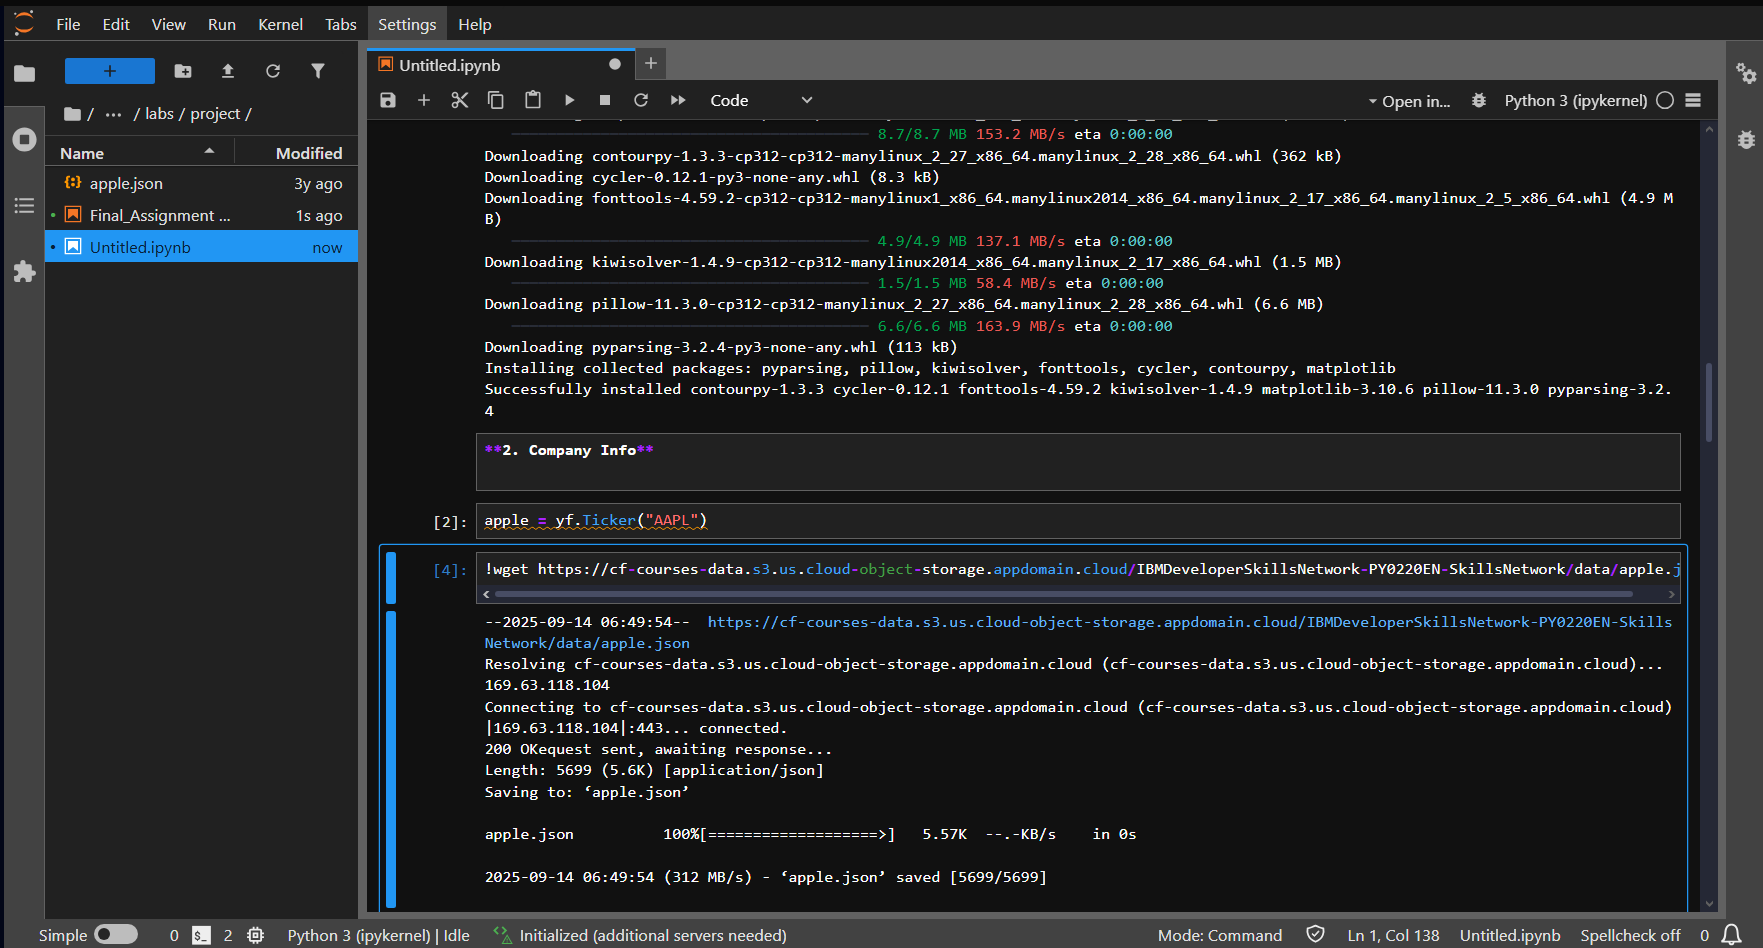 File Edit View Run Kernel Tabs Settings Help
+
/ ··· / labs / project /
Name Modified
apple.json 3y ago
Final_Assignment ... 1s ago
Untitled.ipynb now
Untitled.ipynb
+
Code
Open in...
Python 3 (ipykernel)
8.7/8.7 MB 153.2 MB/s eta 0:00:00
Downloading contourpy-1.3.3-cp312-cp312-manylinux_2_27_x86_64.manylinux_2_28_x86_64.whl (362 kB)
Downloading cycler-0.12.1-py3-none-any.whl (8.3 kB)
Downloading fonttools-4.59.2-cp312-cp312-manylinux1_x86_64.manylinux2014_x86_64.manylinux_2_17_x86_64.manylinux_2_5_x86_64.whl (4.9 M
B)
4.9/4.9 MB 137.1 MB/s eta 0:00:00
Downloading kiwisolver-1.4.9-cp312-cp312-manylinux2014_x86_64.manylinux_2_17_x86_64.whl (1.5 MB)
1.5/1.5 MB 58.4 MB/s eta 0:00:00
Downloading pillow-11.3.0-cp312-cp312-manylinux_2_27_x86_64.manylinux_2_28_x86_64.whl (6.6 MB)
6.6/6.6 MB 163.9 MB/s eta 0:00:00
Downloading pyparsing-3.2.4-py3-none-any.whl (113 kB)
Installing collected packages: pyparsing, pillow, kiwisolver, fonttools, cycler, contourpy, matplotlib
Successfully installed contourpy-1.3.3 cycler-0.12.1 fonttools-4.59.2 kiwisolver-1.4.9 matplotlib-3.10.6 pillow-11.3.0 pyparsing-3.2.
4
**2. Company Info**
[2]: apple = yf.Ticker("AAPL")
[4]: !wget https://cf-courses-data.s3.us.cloud-object-storage.appdomain.cloud/IBMDeveloperSkillsNetwork-PY0220EN-SkillsNetwork/data/apple.j
--2025-09-14 06:49:54-- https://cf-courses-data.s3.us.cloud-object-storage.appdomain.cloud/IBMDeveloperSkillsNetwork-PY0220EN-Skills
Network/data/apple.json
Resolving cf-courses-data.s3.us.cloud-object-storage.appdomain.cloud (cf-courses-data.s3.us.cloud-object-storage.appdomain.cloud)...
169.63.118.104
Connecting to cf-courses-data.s3.us.cloud-object-storage.appdomain.cloud (cf-courses-data.s3.us.cloud-object-storage.appdomain.cloud)
|169.63.118.104|:443... connected.
200 OKequest sent, awaiting response...
Length: 5699 (5.6K) [application/json]
Saving to: ‘apple.json’
apple.json 100%[===================>] 5.57K --.-KB/s in 0s
2025-09-14 06:49:54 (312 MB/s) - ‘apple.json’ saved [5699/5699]
Simple 0 $_ 2 Python 3 (ipykernel) | Idle Initialized (additional servers needed) Mode: Command Ln 1, Col 138 Untitled.ipynb Spellcheck off 0